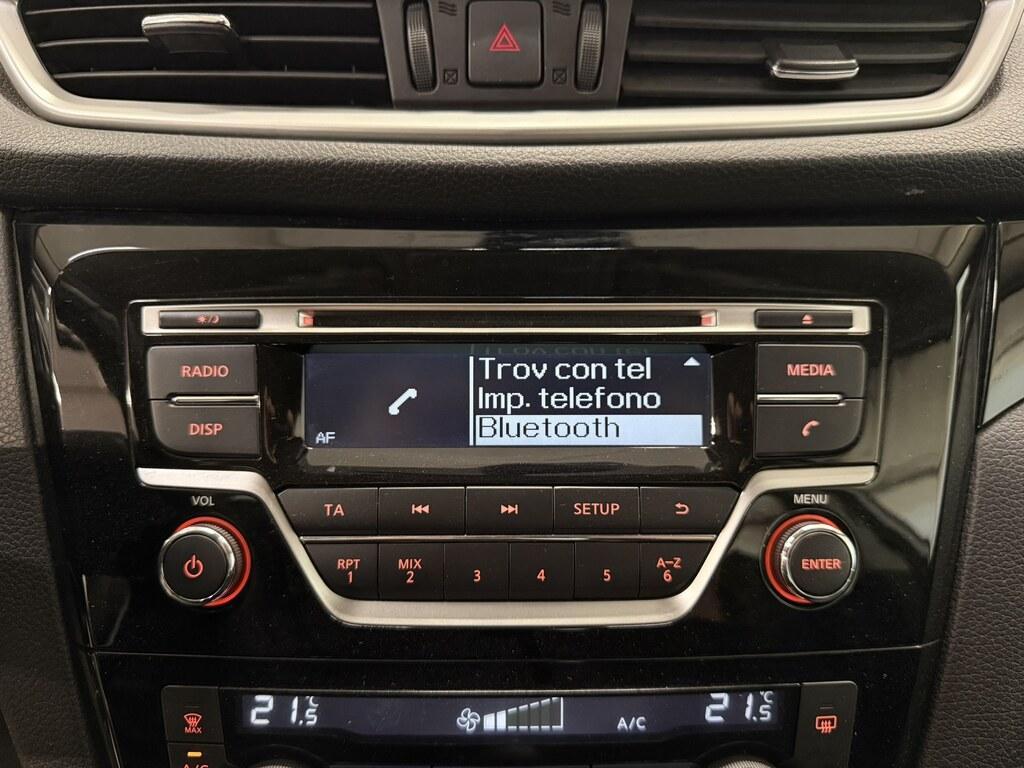 RADIO
DISP
Trov con tel
Imp. telefono
Bluetooth
AF
MEDIA
VOL
TA
SETUP
MENU
RPT
1
MIX
2
3
4
5
A-Z
6
ENTER
MAX
21.5 °C
A/C
21.5 °C
A/C